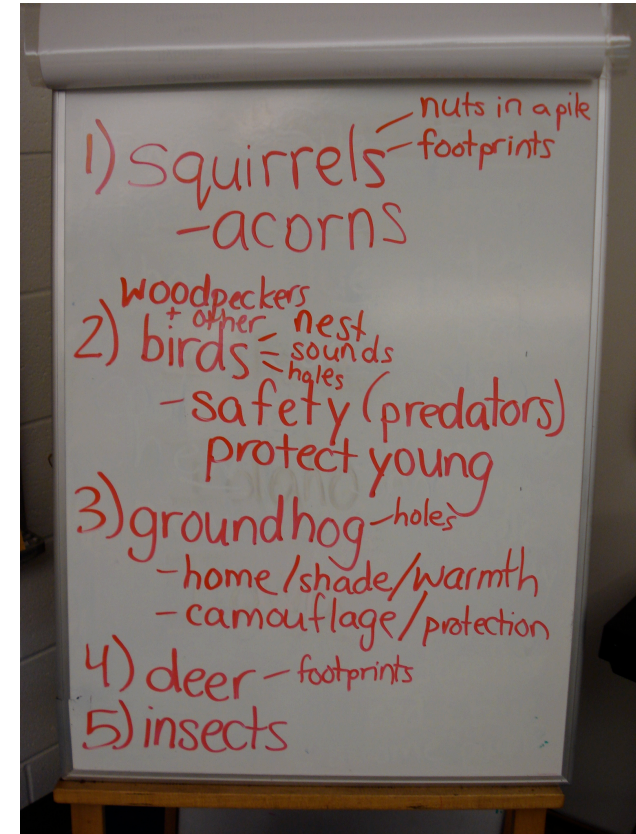 nuts in a pile
1) squirrels footprints
-acorns
woodpeckers
+ other nest
2) birds sounds
holes
-safety (predators)
protect young
3) groundhog -holes
-home/shade/warmth
-camouflage/protection
4) deer - footprints
5) insects